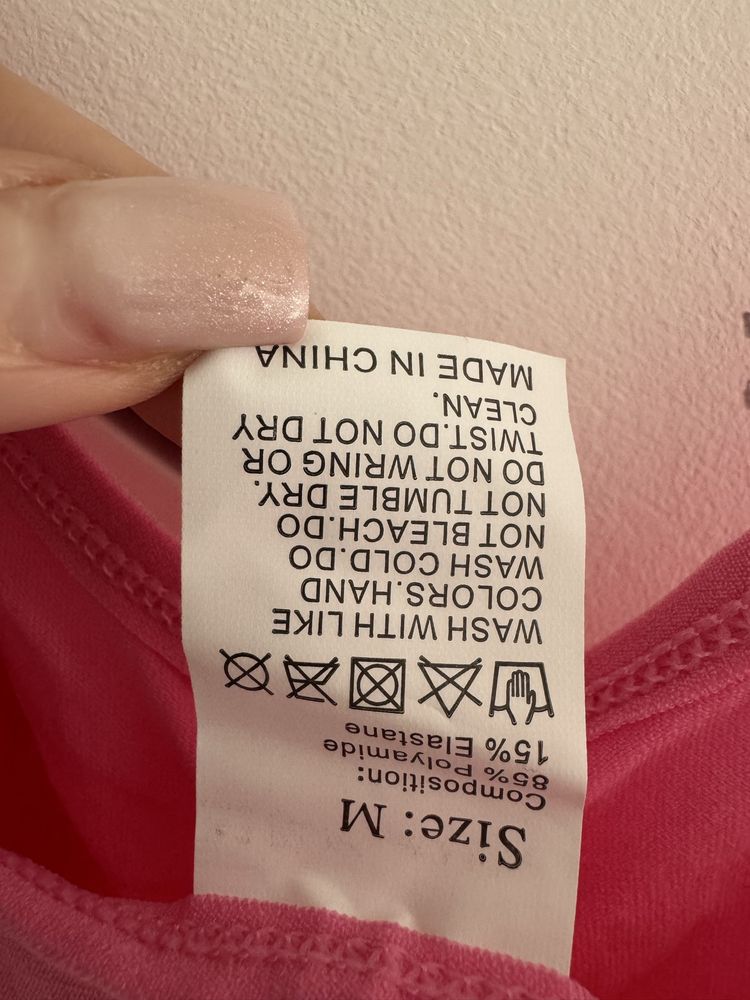 Size: M
Composition:
85% Polyamide
15% Elastane
WASH WITH LIKE
COLORS.HAND
WASH COLD.DO
NOT BLEACH.DO
NOT TUMBLE DRY.
DO NOT WRING OR
TWIST.DO NOT DRY
CLEAN.
MADE IN CHINA